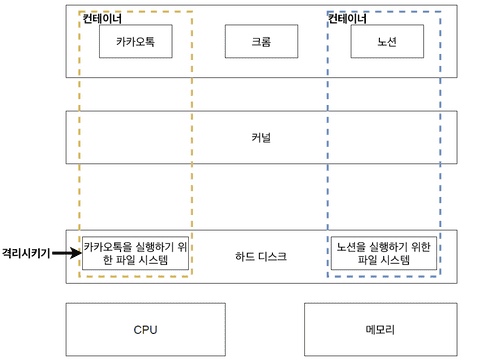 컨테이너
컨테이너
카카오톡
크롬
노션
커널
격리시키기
카카오톡을 실행하기 위
한 파일 시스템
하드 디스크
노션을 실행하기 위한
파일 시스템
CPU
메모리